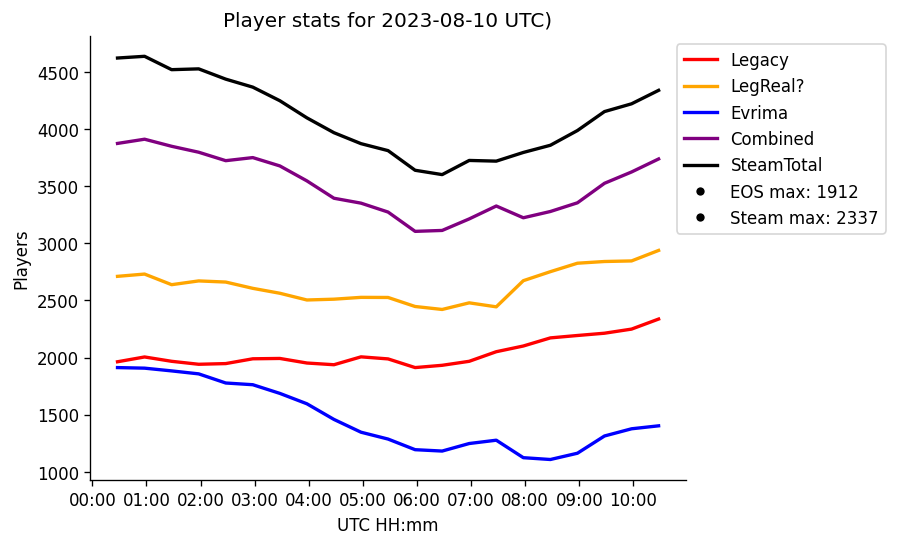 Player stats for 2023-08-10 UTC)
Legacy
LegReal?
Evrima
Combined
SteamTotal
EOS max: 1912
Steam max: 2337
Players
4500
4000
3500
3000
2500
2000
1500
1000
00:00 01:00 02:00 03:00 04:00 05:00 06:00 07:00 08:00 09:00 10:00
UTC HH:mm